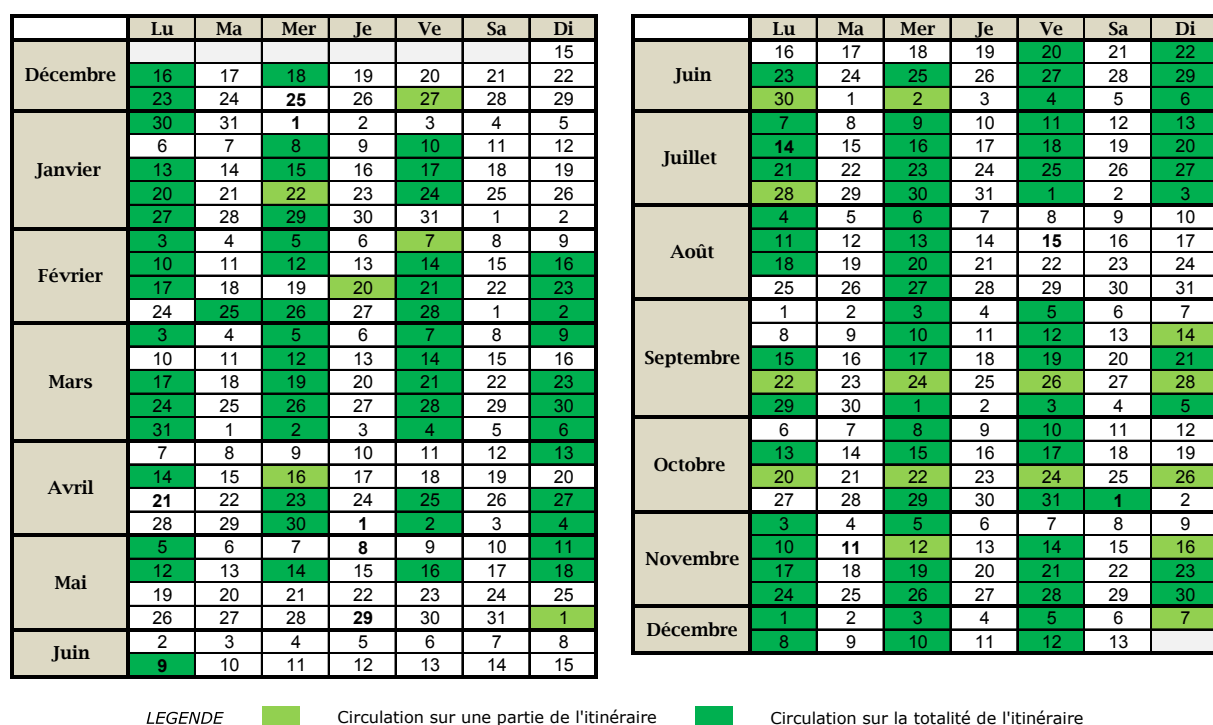 Lu Ma Mer Je Ve Sa Di
15
Décembre 16 17 18 19 20 21 22
23 24 25 26 27 28 29
30 31 1 2 3 4 5
6 7 8 9 10 11 12
Janvier 13 14 15 16 17 18 19
20 21 22 23 24 25 26
27 28 29 30 31 1 2
3 4 5 6 7 8 9
Février 10 11 12 13 14 15 16
17 18 19 20 21 22 23
24 25 26 27 28 1 2
3 4 5 6 7 8 9
10 11 12 13 14 15 16
Mars 17 18 19 20 21 22 23
24 25 26 27 28 29 30
31 1 2 3 4 5 6
7 8 9 10 11 12 13
Avril 14 15 16 17 18 19 20
21 22 23 24 25 26 27
28 29 30 1 2 3 4
5 6 7 8 9 10 11
Mai 12 13 14 15 16 17 18
19 20 21 22 23 24 25
26 27 28 29 30 31 1
Juin 2 3 4 5 6 7 8
9 10 11 12 13 14 15
Lu Ma Mer Je Ve Sa Di
16 17 18 19 20 21 22
Juin 23 24 25 26 27 28 29
30 1 2 3 4 5 6
7 8 9 10 11 12 13
Juillet 14 15 16 17 18 19 20
21 22 23 24 25 26 27
28 29 30 31 1 2 3
4 5 6 7 8 9 10
Août 11 12 13 14 15 16 17
18 19 20 21 22 23 24
25 26 27 28 29 30 31
1 2 3 4 5 6 7
8 9 10 11 12 13 14
Septembre 15 16 17 18 19 20 21
22 23 24 25 26 27 28
29 30 1 2 3 4 5
6 7 8 9 10 11 12
Octobre 13 14 15 16 17 18 19
20 21 22 23 24 25 26
27 28 29 30 31 1 2
3 4 5 6 7 8 9
Novembre 10 11 12 13 14 15 16
17 18 19 20 21 22 23
24 25 26 27 28 29 30
Décembre 1 2 3 4 5 6 7
8 9 10 11 12 13
LEGENDE Circulation sur une partie de l'itinéraire Circulation sur la totalité de l'itinéraire